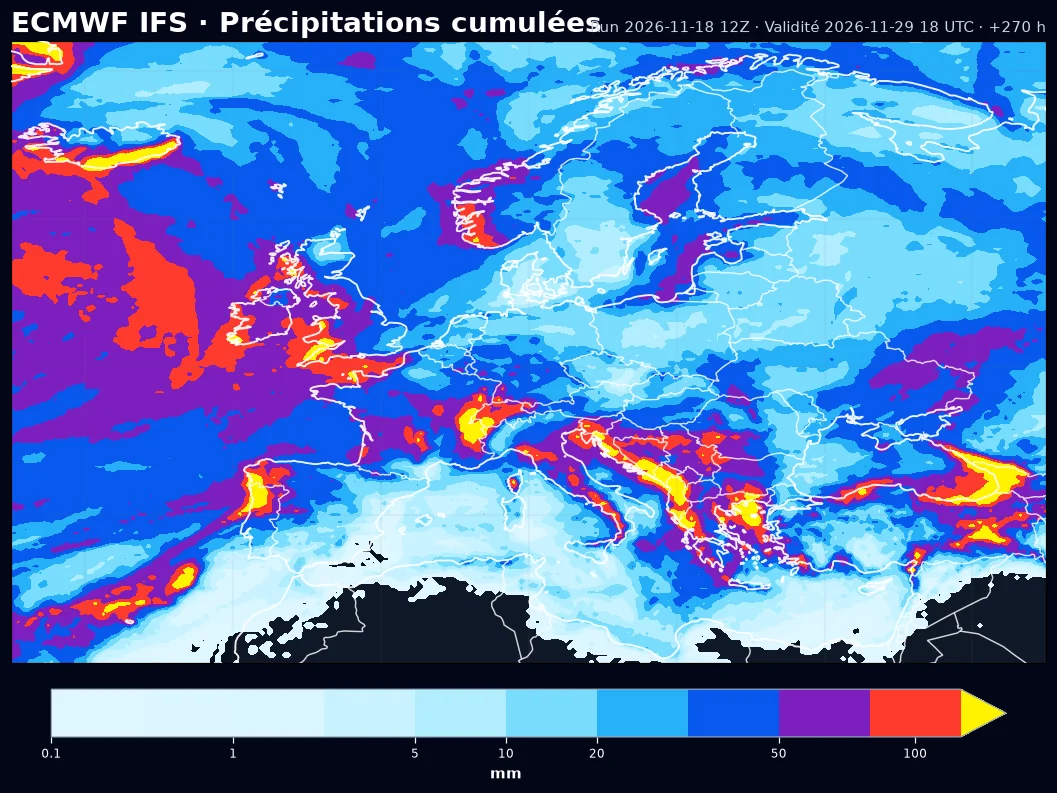 ECMWF IFS · Précipitations cumulées
Run 2026-11-18 12Z · Validité 2026-11-29 18 UTC · +270 h
0.1 1 5 10 20 50 100
mm